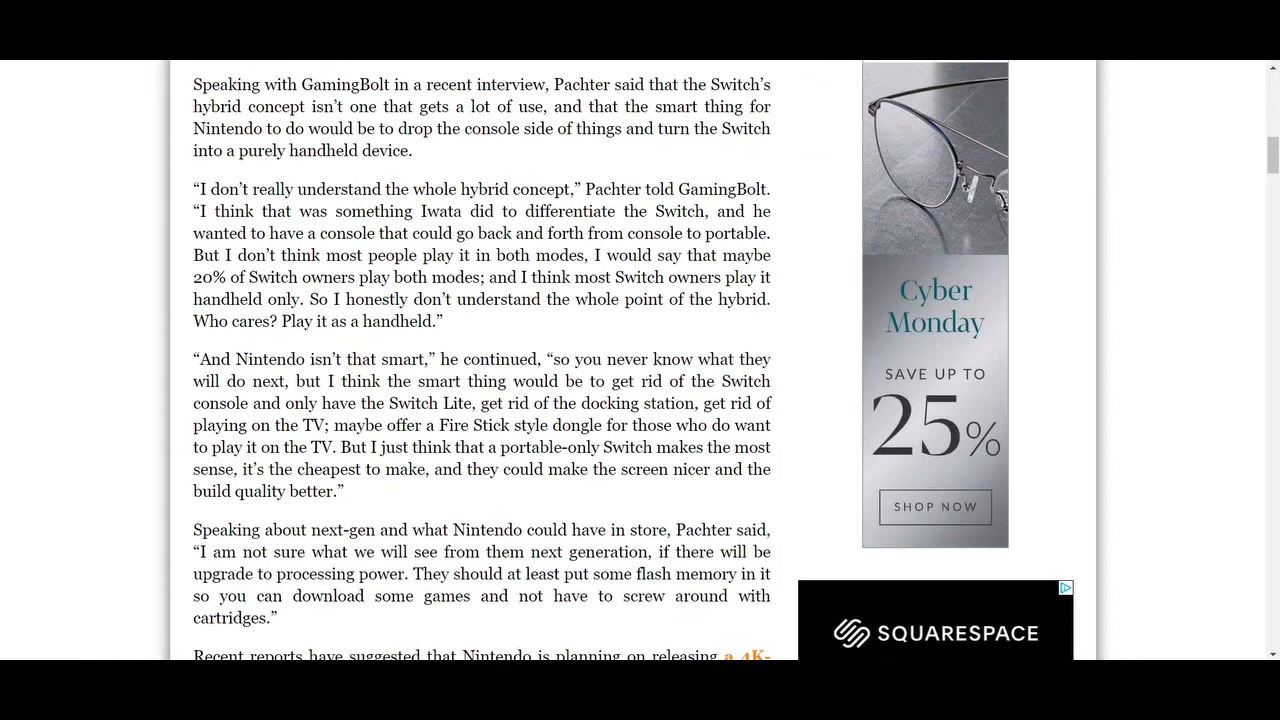 Speaking with GamingBolt in a recent interview, Pachter said that the Switch’s
hybrid concept isn’t one that gets a lot of use, and that the smart thing for
Nintendo to do would be to drop the console side of things and turn the Switch
into a purely handheld device.
“I don’t really understand the whole hybrid concept,” Pachter told GamingBolt.
“I think that was something Iwata did to differentiate the Switch, and he
wanted to have a console that could go back and forth from console to portable.
But I don’t think most people play it in both modes, I would say that maybe
20% of Switch owners play both modes; and I think most Switch owners play it
handheld only. So I honestly don’t understand the whole point of the hybrid.
Who cares? Play it as a handheld.”
“And Nintendo isn’t that smart,” he continued, “so you never know what they
will do next, but I think the smart thing would be to get rid of the Switch
console and only have the Switch Lite, get rid of the docking station, get rid of
playing on the TV; maybe offer a Fire Stick style dongle for those who do want
to play it on the TV. But I just think that a portable-only Switch makes the most
sense, it’s the cheapest to make, and they could make the screen nicer and the
build quality better.”
Speaking about next-gen and what Nintendo could have in store, Pachter said,
“I am not sure what we will see from them next generation, if there will be
upgrade to processing power. They should at least put some flash memory in it
so you can download some games and not have to screw around with
cartridges.”
Recent reports have suggested that Nintendo is planning on releasing a 4K-
Cyber
Monday
SAVE UP TO
25%
SHOP NOW
SQUARESPACE